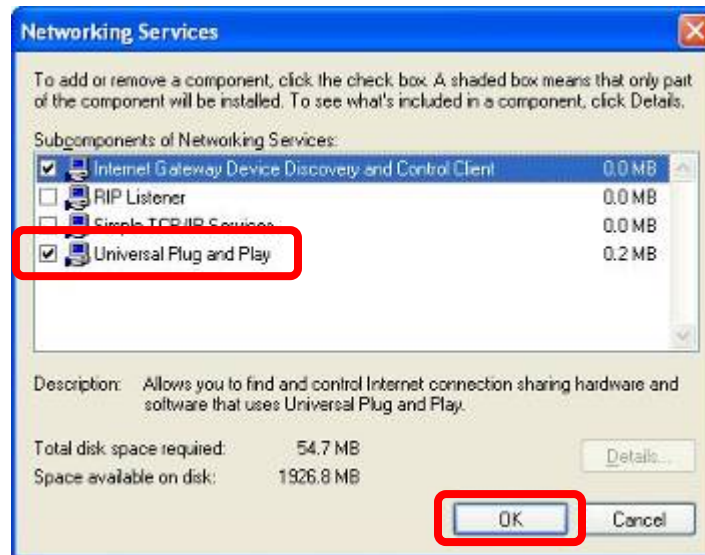 Networking Services
To add or remove a component, click the check box. A shaded box means that only part
of the component will be installed. To see what's included in a component, click Details.
Subcomponents of Networking Services:
Internet Gateway Device Discovery and Control Client 0.0 MB
RIP Listener 0.0 MB
Simple TCP/IP Services 0.0 MB
Universal Plug and Play 0.2 MB
Description: Allows you to find and control Internet connection sharing hardware and
software that uses Universal Plug and Play.
Total disk space required: 54.7 MB
Space available on disk: 1926.8 MB
Details...
OK Cancel